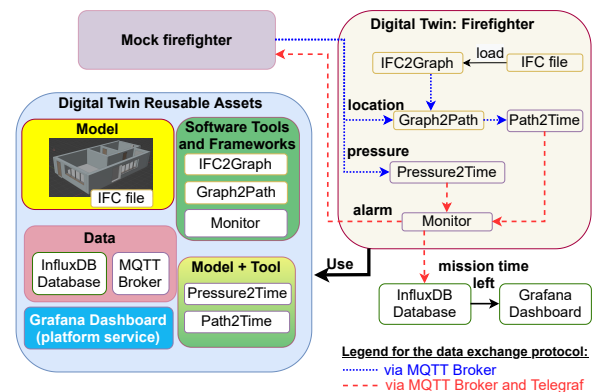 Mock firefighter
Digital Twin: Firefighter
IFC2Graph
load
IFC file
location
Graph2Path
Path2Time
pressure
Pressure2Time
alarm
Monitor
mission time
left
InfluxDB
Database
Grafana
Dashboard
Use
Digital Twin Reusable Assets
Model
IFC file
Software Tools
and Frameworks
IFC2Graph
Graph2Path
Monitor
Data
InfluxDB
Database
MQTT
Broker
Model + Tool
Pressure2Time
Path2Time
Grafana Dashboard
(platform service)
Legend for the data exchange protocol:
via MQTT Broker
via MQTT Broker and Telegraf